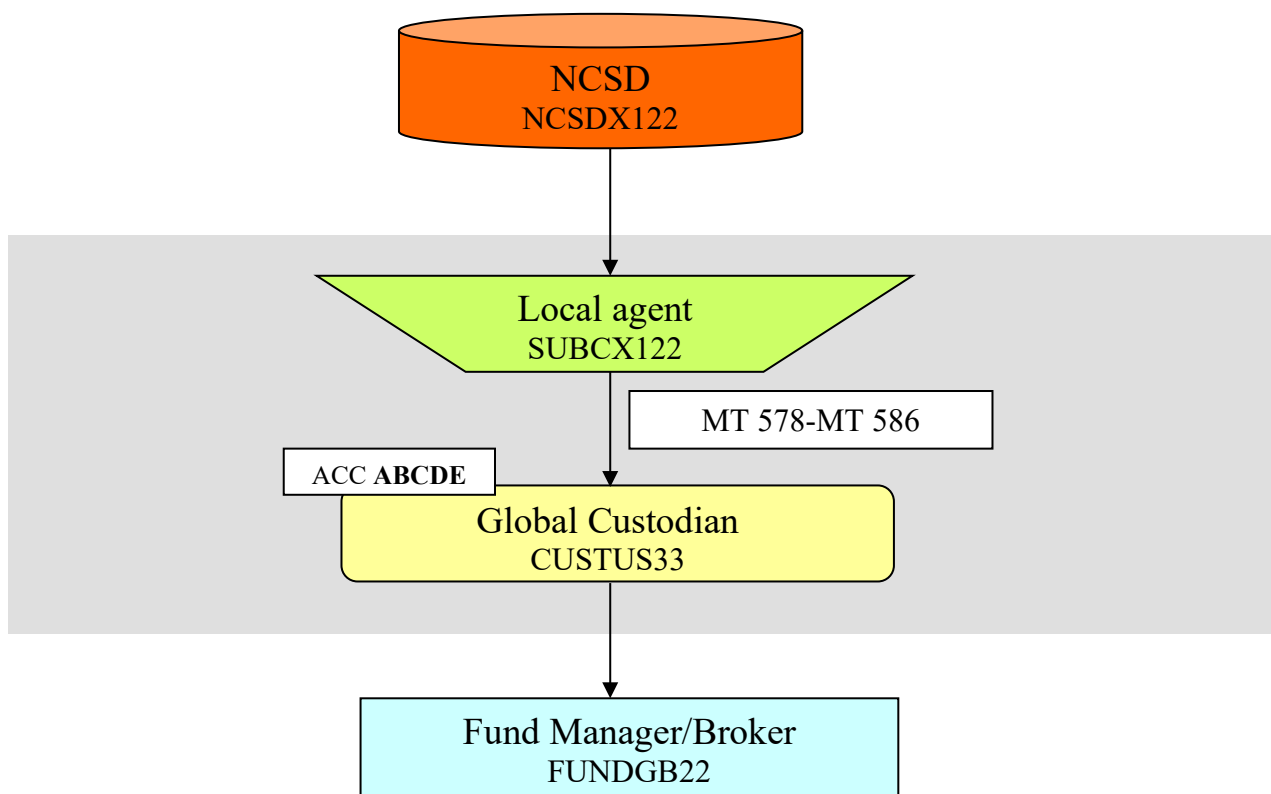 NCSD
NCSDX122
Local agent
SUBCX122
MT 578-MT 586
ACC ABCDE
Global Custodian
CUSTUS33
Fund Manager/Broker
FUNDGB22